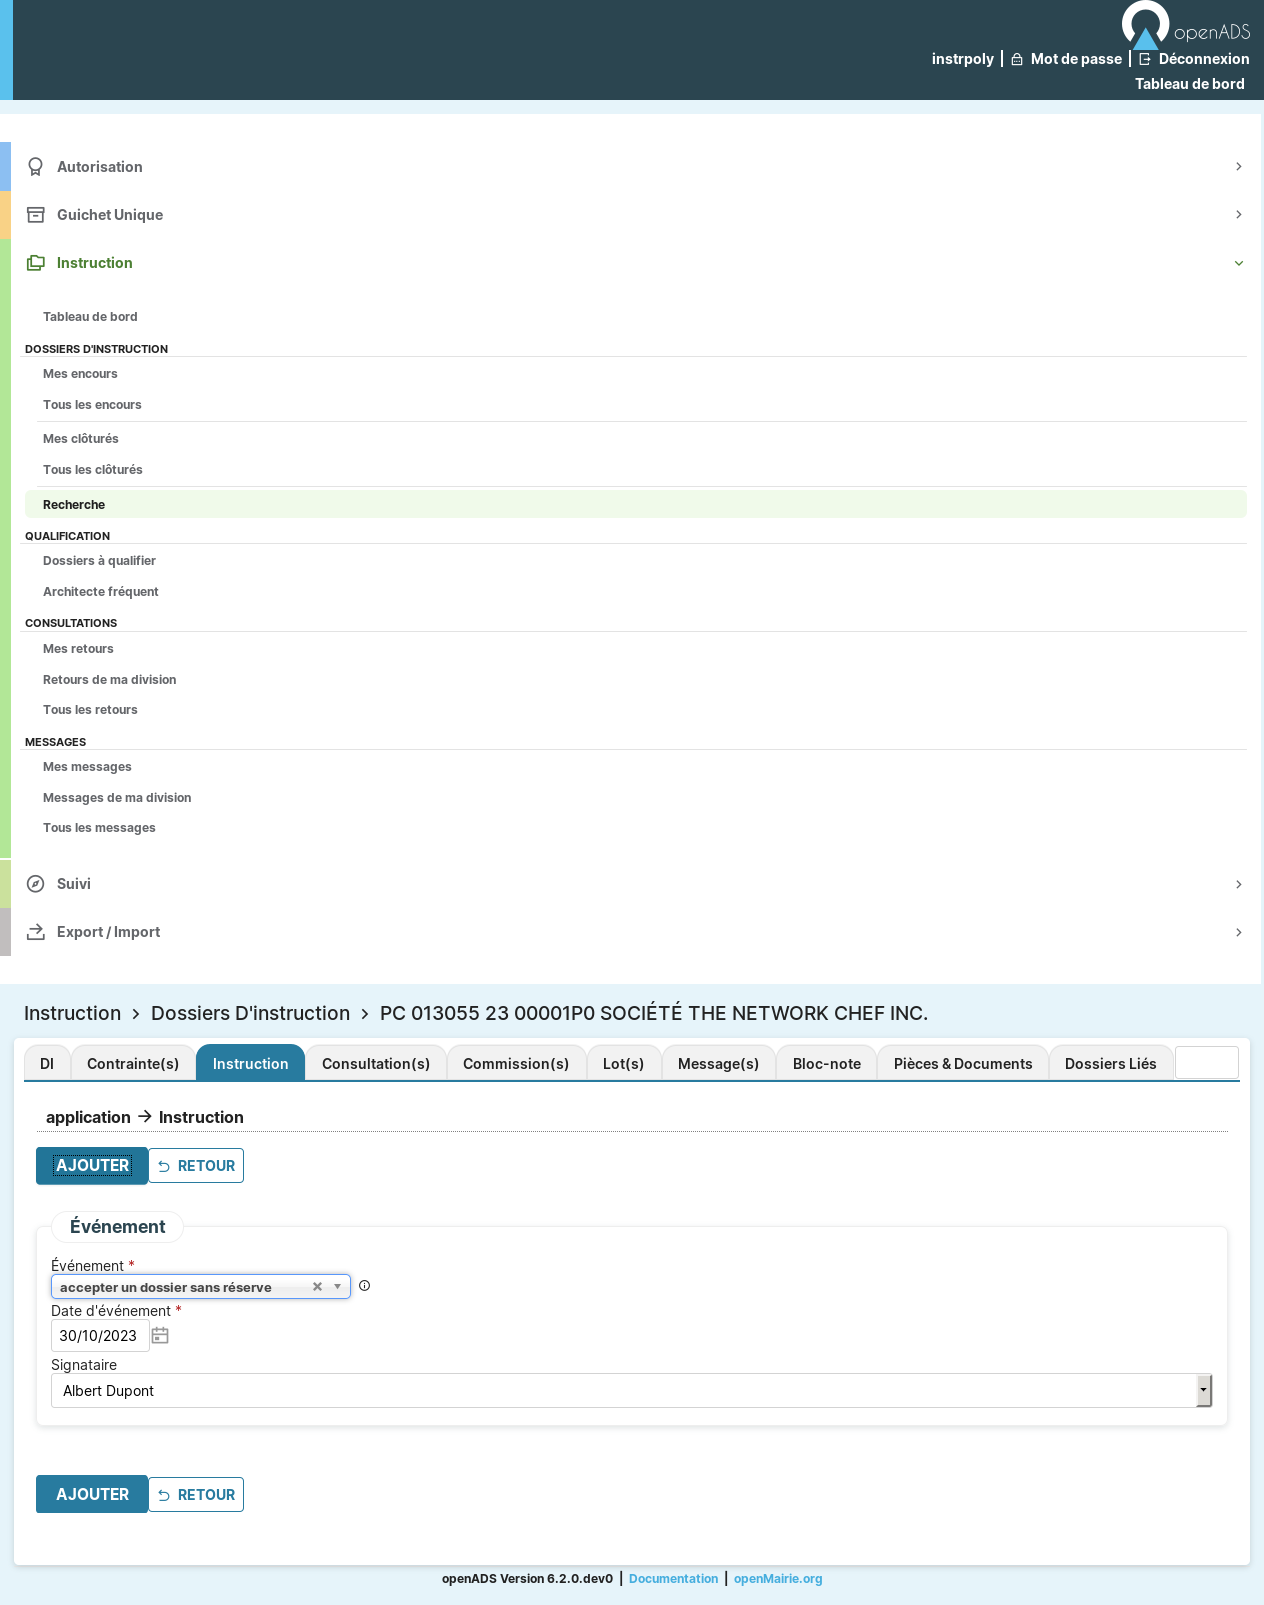 openADS
instrpoly | Mot de passe | Déconnexion
Tableau de bord
Autorisation
Guichet Unique
Instruction
Tableau de bord
DOSSIERS D'INSTRUCTION
Mes encours
Tous les encours
Mes clôturés
Tous les clôturés
Recherche
QUALIFICATION
Dossiers à qualifier
Architecte fréquent
CONSULTATIONS
Mes retours
Retours de ma division
Tous les retours
MESSAGES
Mes messages
Messages de ma division
Tous les messages
Suivi
Export / Import
Instruction > Dossiers D'instruction > PC 013055 23 00001P0 SOCIÉTÉ THE NETWORK CHEF INC.
DI Contrainte(s) Instruction Consultation(s) Commission(s) Lot(s) Message(s) Bloc-note Pièces & Documents Dossiers Liés
application → Instruction
AJOUTER RETOUR
Événement
Événement *
accepter un dossier sans réserve
Date d'événement *
30/10/2023
Signataire
Albert Dupont
AJOUTER RETOUR
openADS Version 6.2.0.dev0 | Documentation | openMairie.org